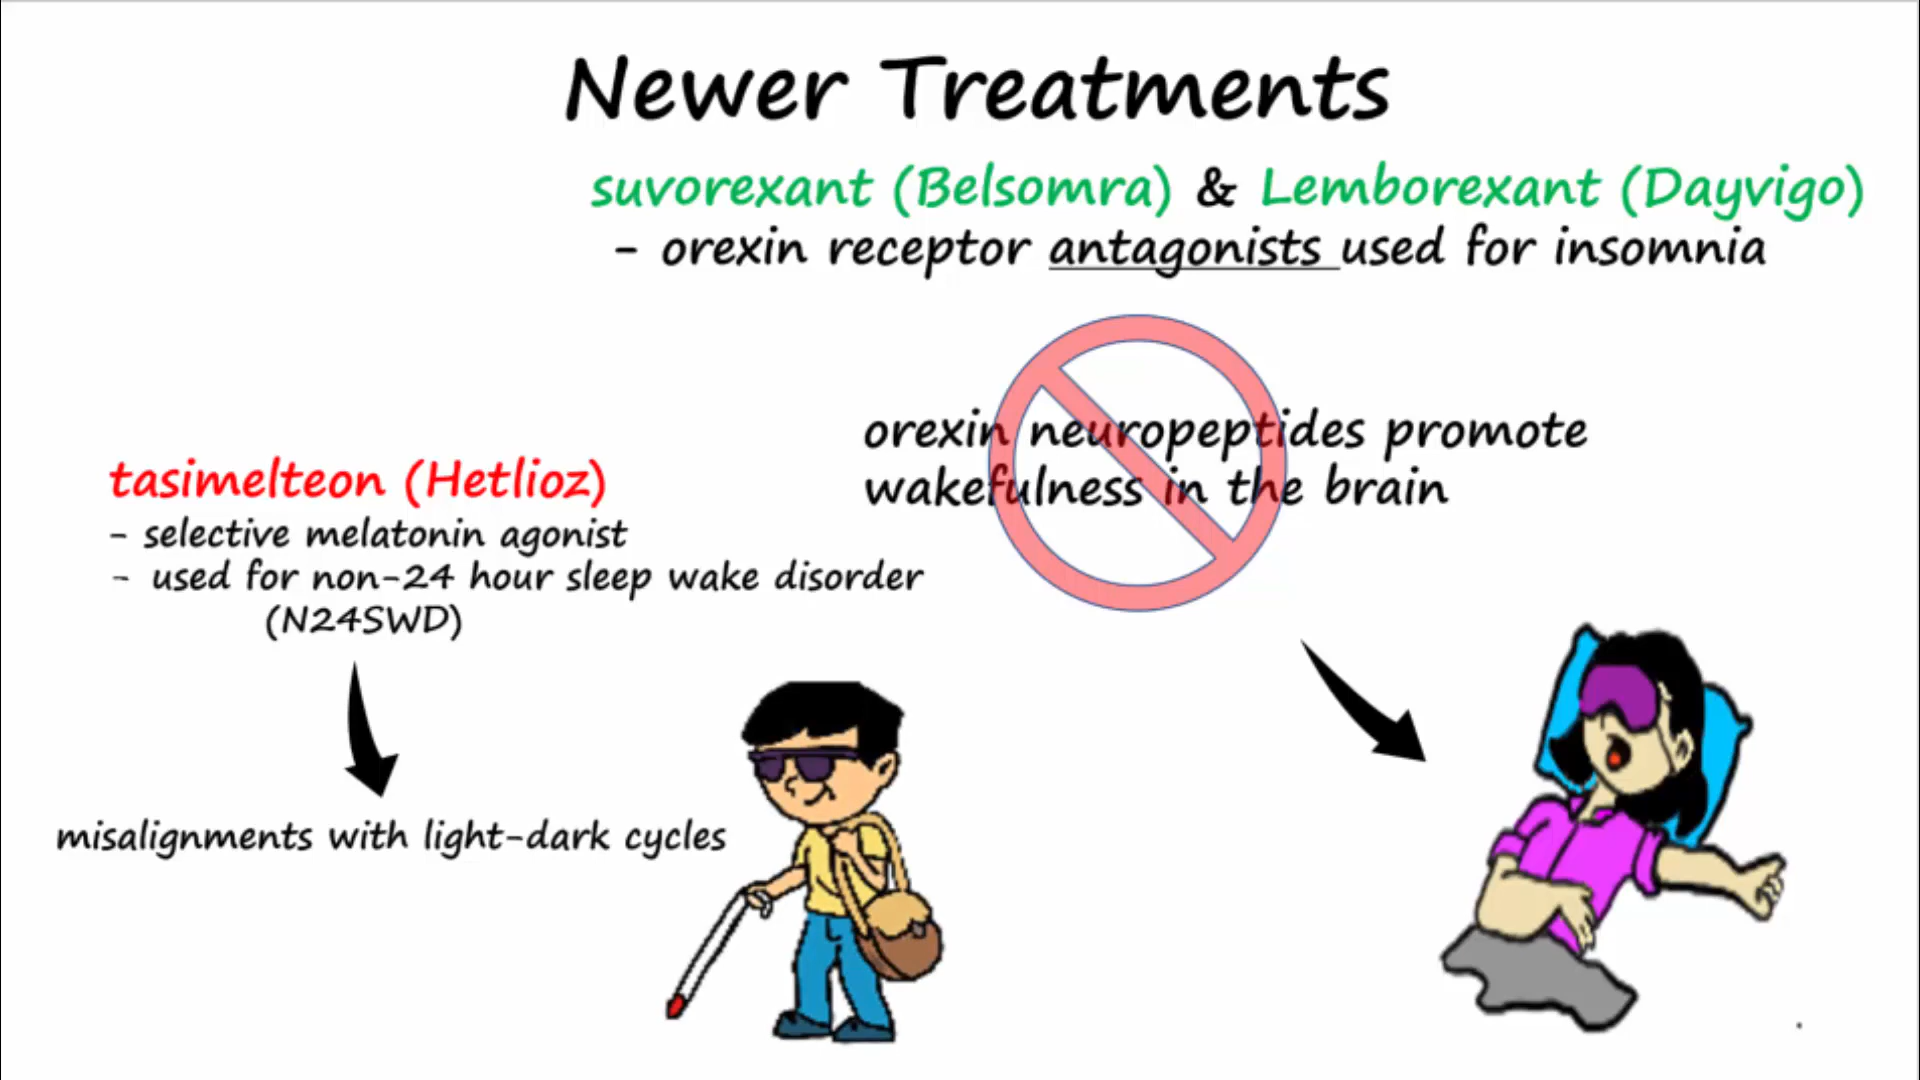 Newer Treatments
suvorexant (Belsomra) & Lemborexant (Dayvigo)
- orexin receptor antagonists used for insomnia
orexin neuropeptides promote
wakefulness in the brain
tasimelteon (Hetlioz)
- selective melatonin agonist
- used for non-24 hour sleep wake disorder
(N24SWD)
misalignments with light-dark cycles